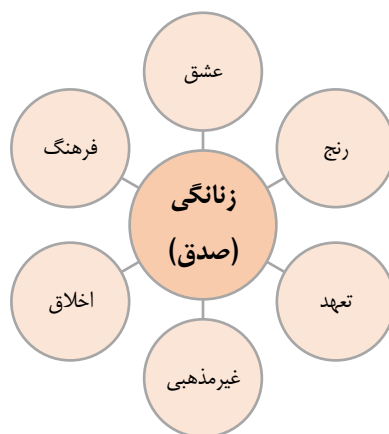 عشق
رنج
فرهنگ
زنانگی
(صدق)
تعهد
اخلاق
غیرمذهبی